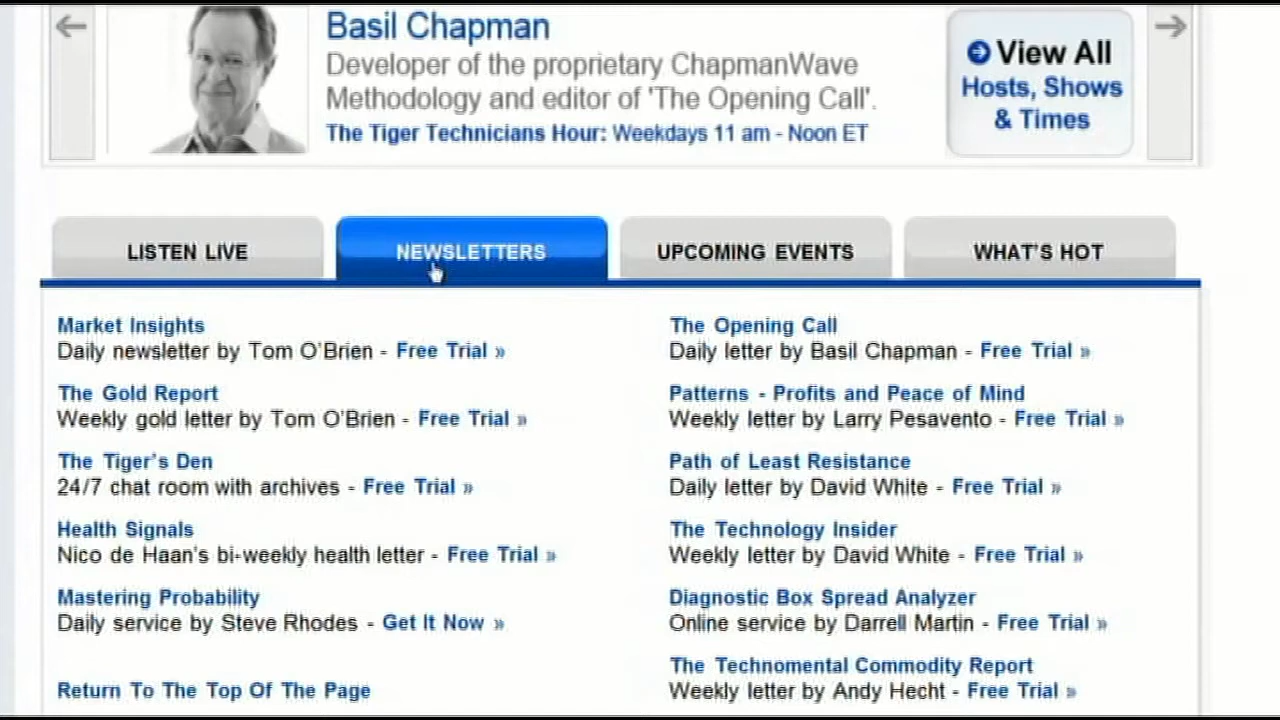 Basil Chapman
Developer of the proprietary ChapmanWave
Methodology and editor of 'The Opening Call'.
The Tiger Technicians Hour: Weekdays 11 am - Noon ET
View All
Hosts, Shows
& Times
LISTEN LIVE
NEWSLETTERS
UPCOMING EVENTS
WHAT'S HOT
Market Insights
Daily newsletter by Tom O'Brien - Free Trial »
The Gold Report
Weekly gold letter by Tom O'Brien - Free Trial »
The Tiger's Den
24/7 chat room with archives - Free Trial »
Health Signals
Nico de Haan's bi-weekly health letter - Free Trial »
Mastering Probability
Daily service by Steve Rhodes - Get It Now »
Return To The Top Of The Page
The Opening Call
Daily letter by Basil Chapman - Free Trial »
Patterns - Profits and Peace of Mind
Weekly letter by Larry Pesavento - Free Trial »
Path of Least Resistance
Daily letter by David White - Free Trial »
The Technology Insider
Weekly letter by David White - Free Trial »
Diagnostic Box Spread Analyzer
Online service by Darrell Martin - Free Trial »
The Technomental Commodity Report
Weekly letter by Andy Hecht - Free Trial »